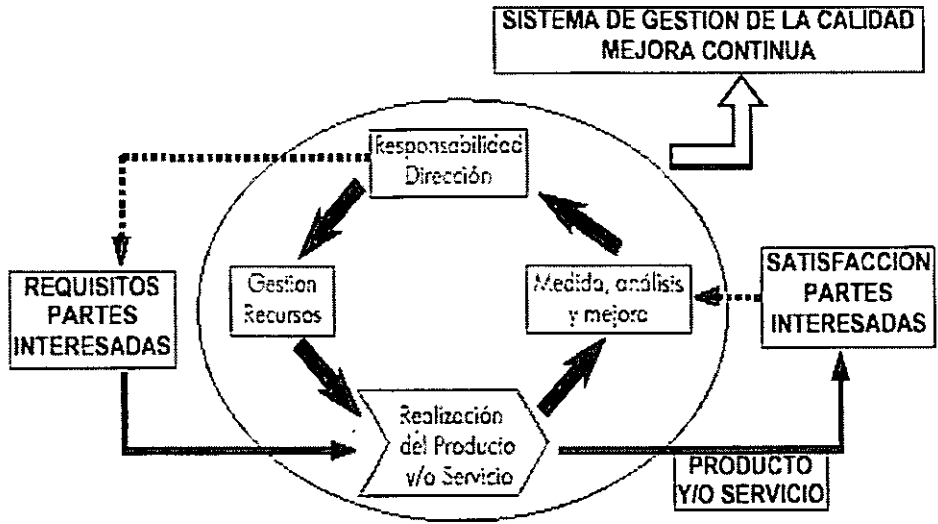 SISTEMA DE GESTION DE LA CALIDAD
MEJORA CONTINUA
Responsabilidad
Dirección
REQUISITOS
PARTES
INTERESADAS
Gestion
Recursos
Medida, análisis
y mejora
SATISFACCION
PARTES
INTERESADAS
Realización
del Producto
y/o Servicio
PRODUCTO
Y/O SERVICIO